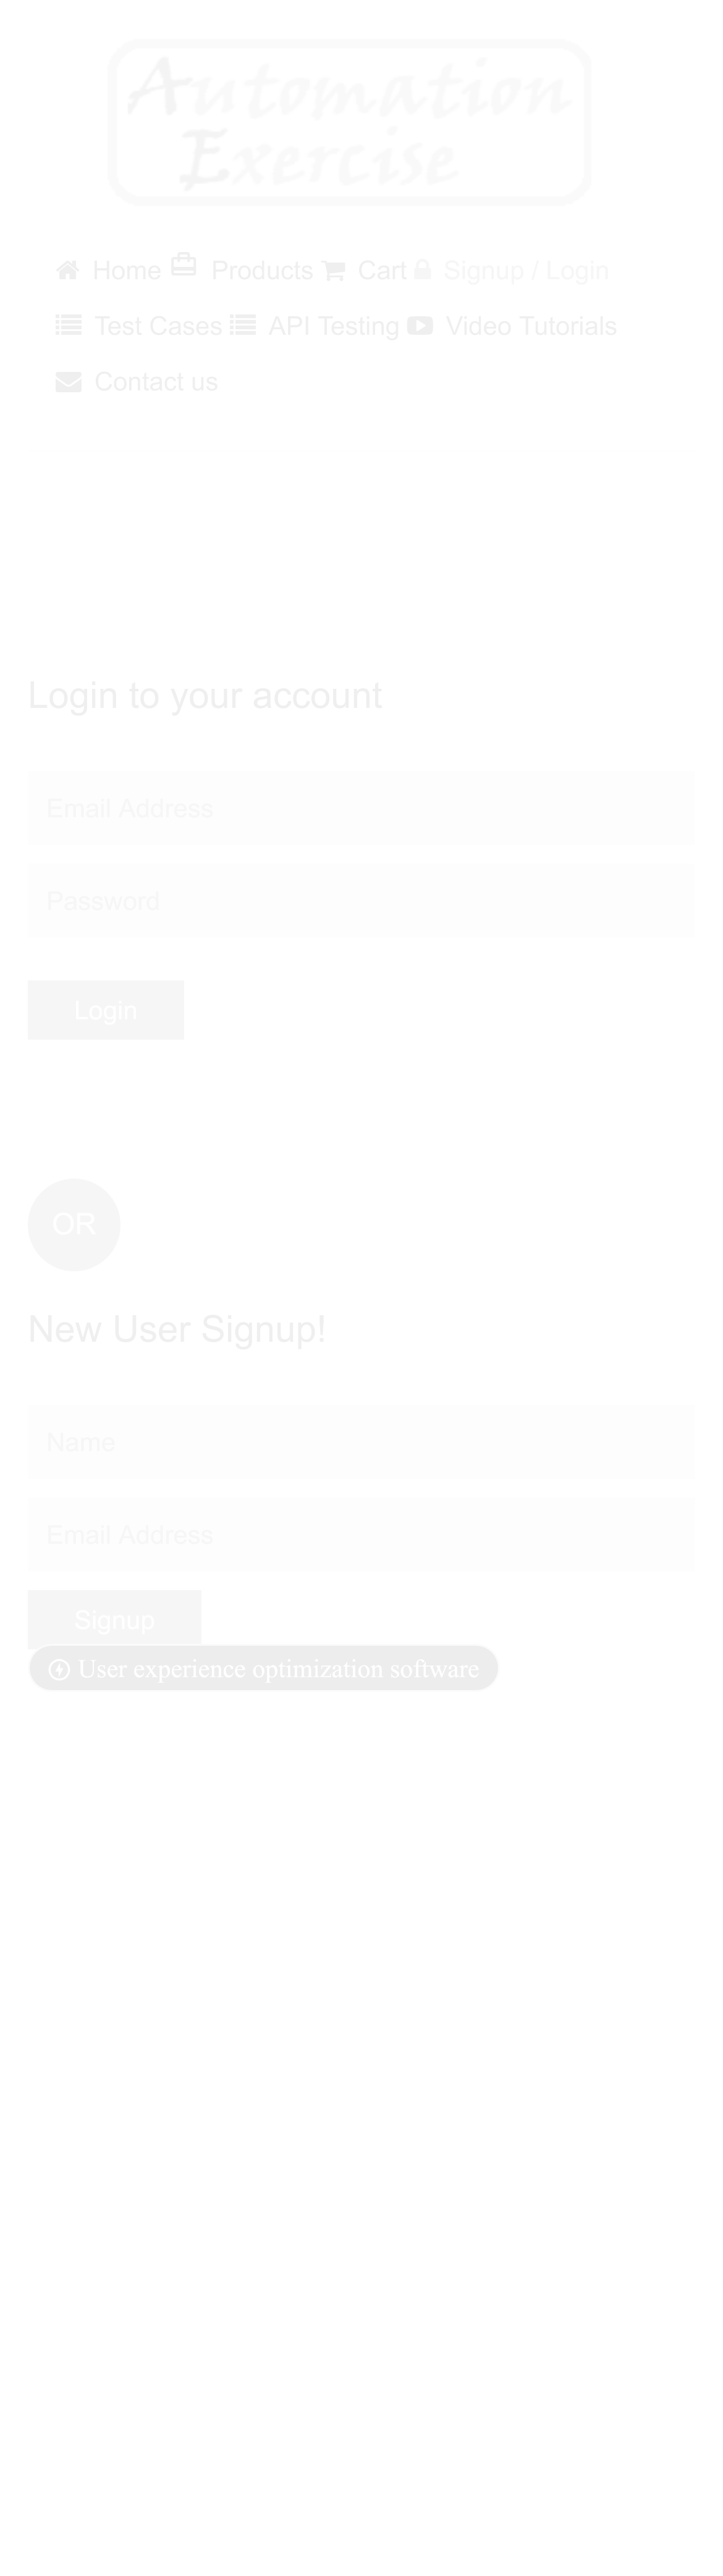 Automation
Exercise
Home Products Cart Signup / Login
Test Cases API Testing Video Tutorials
Contact us
Login to your account
Email Address
Password
Login
OR
New User Signup!
Name
Email Address
Signup
User experience optimization software